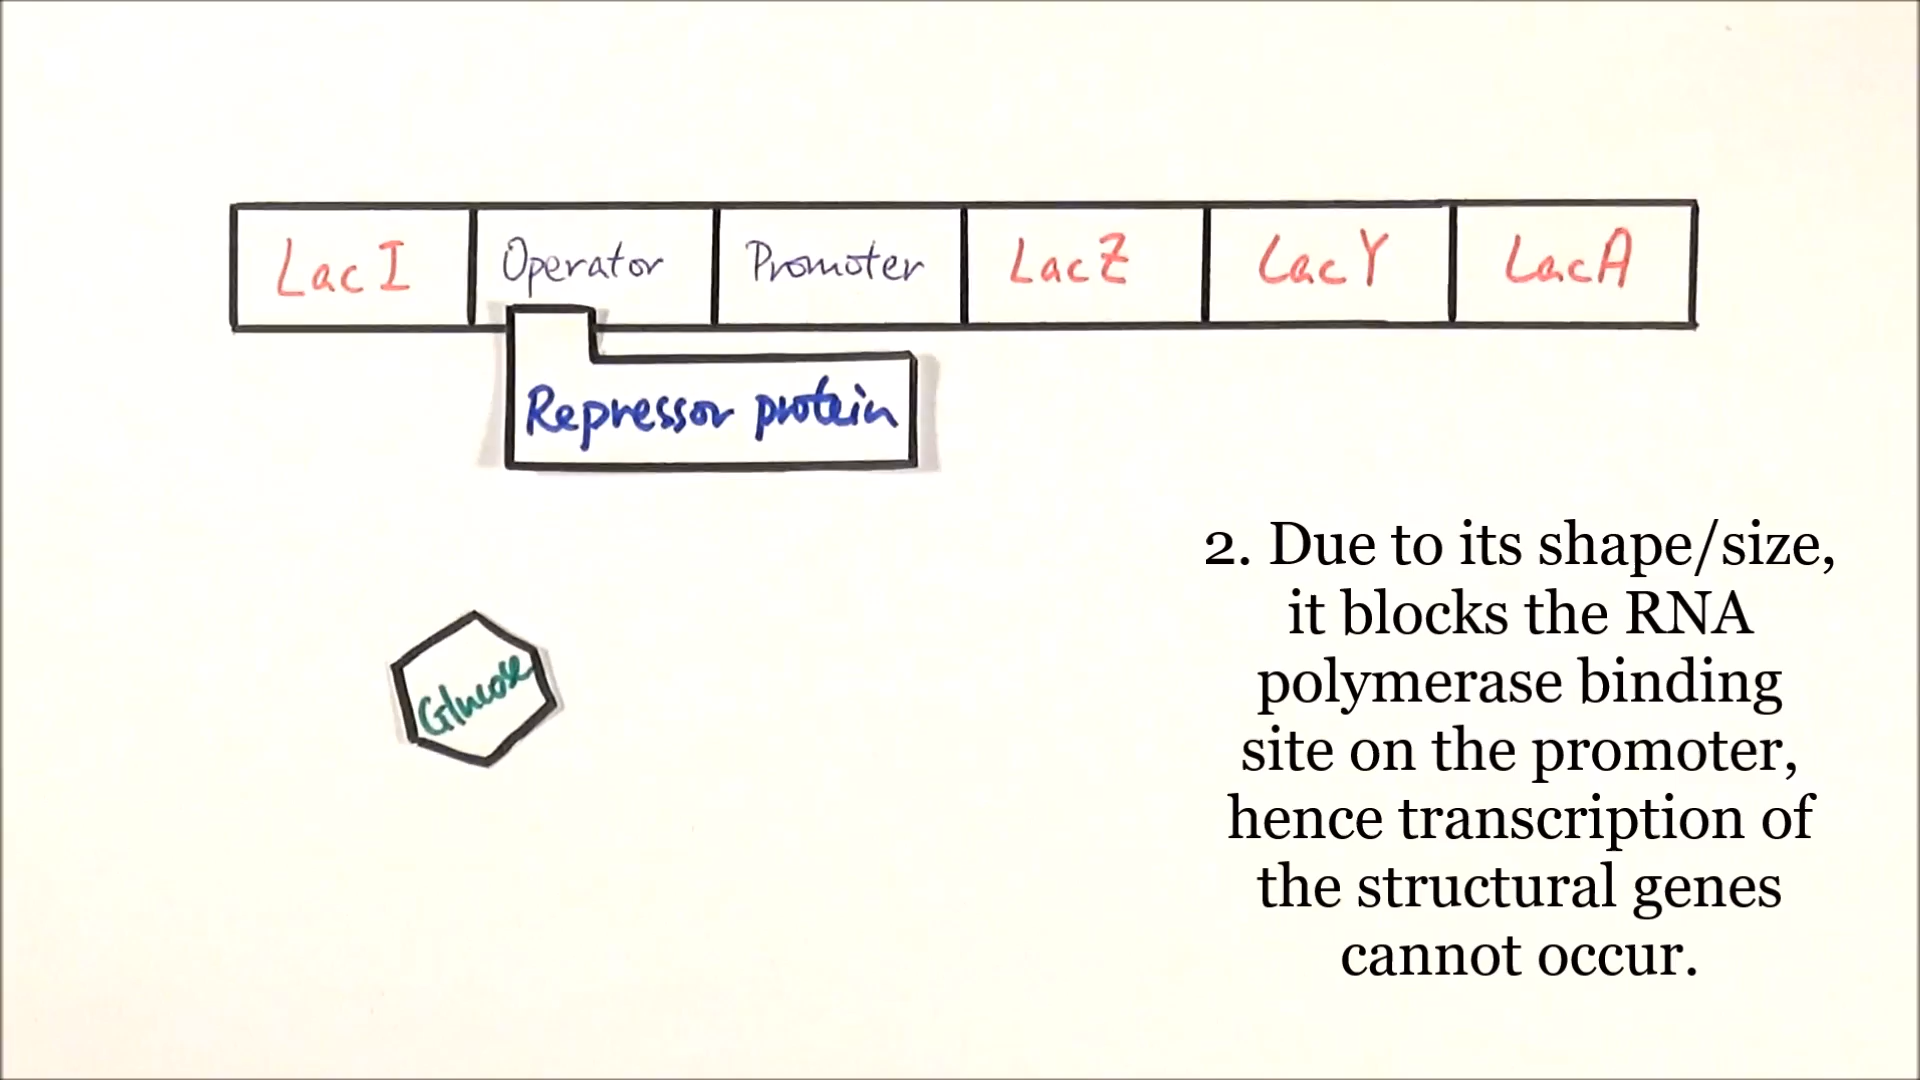 LacI Operator Promoter LacZ LacY LacA
Repressor protein
Glucose
2. Due to its shape/size,
it blocks the RNA
polymerase binding
site on the promoter,
hence transcription of
the structural genes
cannot occur.